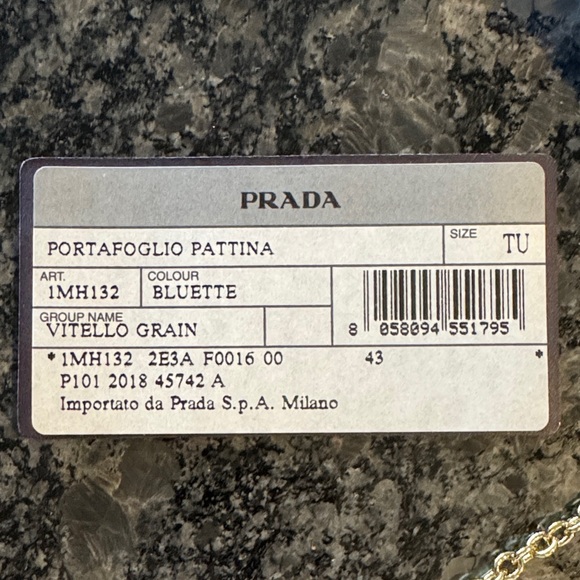 PRADA
PORTAFOGLIO PATTINA
SIZE
TU
ART.
1MH132
COLOUR
BLUETTE
GROUP NAME
VITELLO GRAIN
8 058094 551795
*1MH132 2E3A F0016 00 43 *
P101 2018 45742 A
Importato da Prada S.p.A. Milano